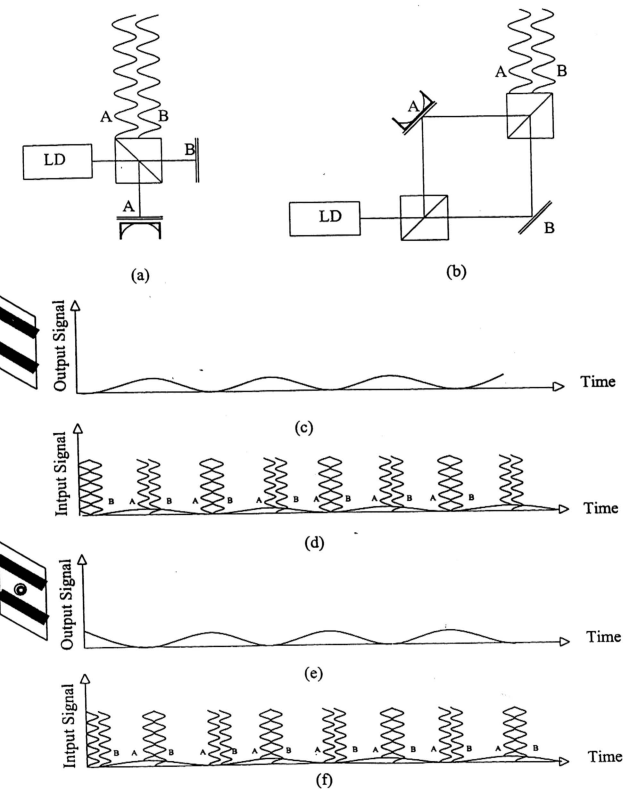 A B
LD
B
A
(a)
A B
A
LD
B
(b)
Output Signal
Time
(c)
Intput Signal
B A B A B A B A B A B A B
Time
(d)
Output Signal
Time
(e)
Intput Signal
B A B A B A B A B A B A B
Time
(f)